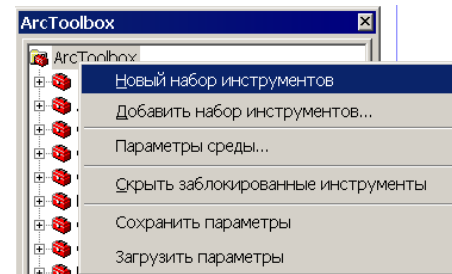 ArcToolbox
ArcToolbox
Новый набор инструментов
Добавить набор инструментов...
Параметры среды...
Скрыть заблокированные инструменты
Сохранить параметры
Загрузить параметры